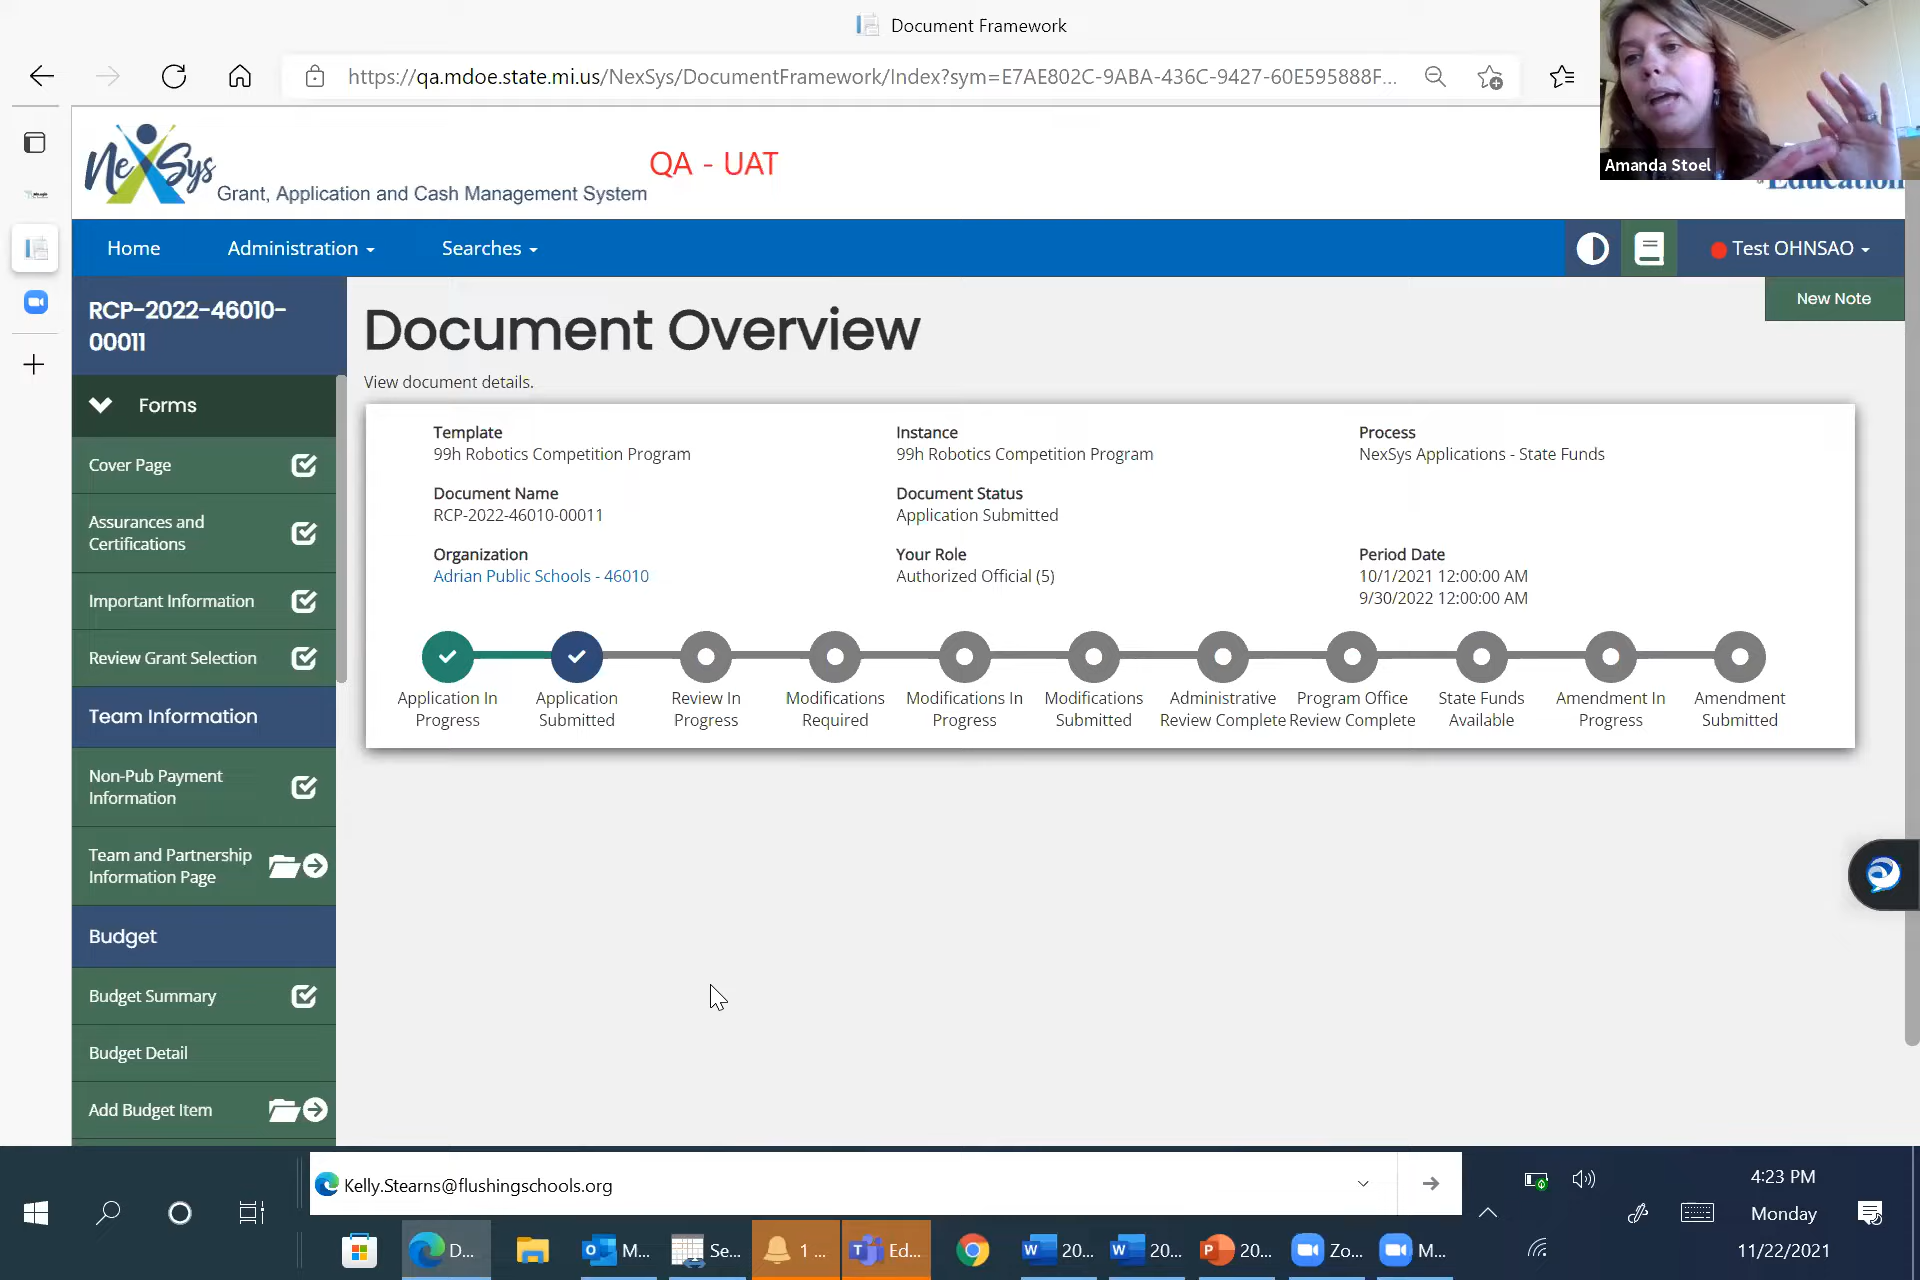 Document Framework
https://qa.mdoe.state.mi.us/NexSys/DocumentFramework/Index?sym=E7AE802C-9ABA-436C-9427-60E595888F...
Amanda Stoel
NexSys
Grant, Application and Cash Management System
QA - UAT
Education
Home
Administration
Searches
Test OHNSAO
New Note
RCP-2022-46010-
00011
Forms
Cover Page
Assurances and
Certifications
Important Information
Review Grant Selection
Team Information
Non-Pub Payment
Information
Team and Partnership
Information Page
Budget
Budget Summary
Budget Detail
Add Budget Item
Document Overview
View document details.
Template
99h Robotics Competition Program
Instance
99h Robotics Competition Program
Process
NexSys Applications - State Funds
Document Name
RCP-2022-46010-00011
Document Status
Application Submitted
Organization
Adrian Public Schools - 46010
Your Role
Authorized Official (5)
Period Date
10/1/2021 12:00:00 AM
9/30/2022 12:00:00 AM
Application In
Progress
Application
Submitted
Review In
Progress
Modifications
Required
Modifications In
Progress
Modifications
Submitted
Administrative
Review Complete
Program Office
Review Complete
State Funds
Available
Amendment In
Progress
Amendment
Submitted
Kelly.Stearns@flushingschools.org
D...
M...
Se...
1 ...
Ed...
20...
20...
20...
Zo...
M...
4:23 PM
Monday
11/22/2021